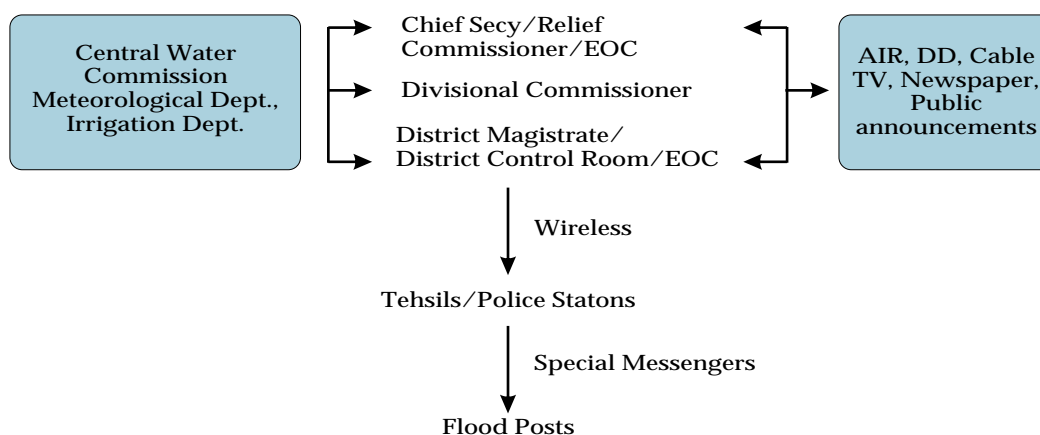 Central Water
Commission
Meteorological Dept.,
Irrigation Dept.
Chief Secy/Relief
Commissioner/EOC
Divisional Commissioner
District Magistrate/
District Control Room/EOC
AIR, DD, Cable
TV, Newspaper,
Public
announcements
Wireless
Tehsils/Police Statons
Special Messengers
Flood Posts